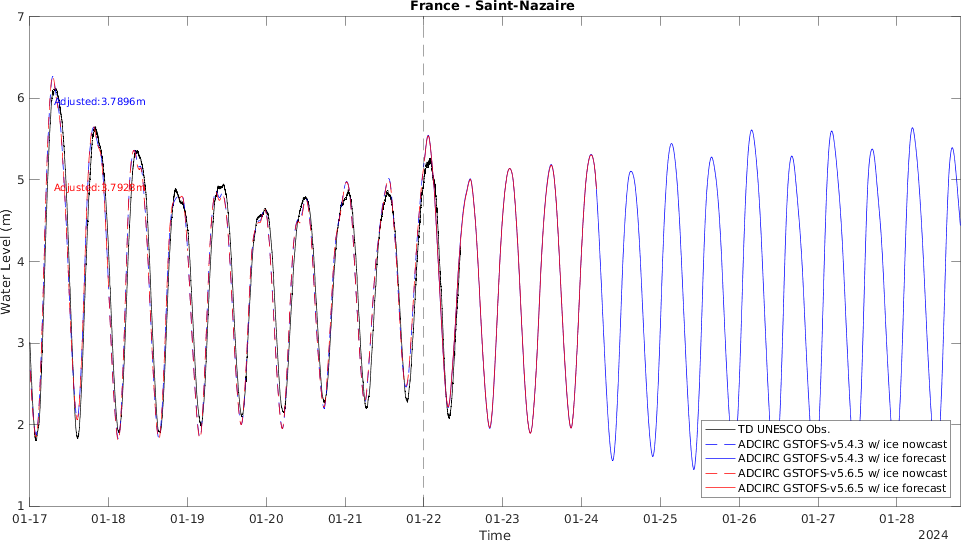 France - Saint-Nazaire
7
6
5
4
3
2
1
Water Level (m)
Adjusted:3.7896m
Adjusted:3.7928m
TD UNESCO Obs.
ADCIRC GSTOFS-v5.4.3 w/ ice nowcast
ADCIRC GSTOFS-v5.4.3 w/ ice forecast
ADCIRC GSTOFS-v5.6.5 w/ ice nowcast
ADCIRC GSTOFS-v5.6.5 w/ ice forecast
01-17 01-18 01-19 01-20 01-21 01-22 01-23 01-24 01-25 01-26 01-27 01-28
Time
2024